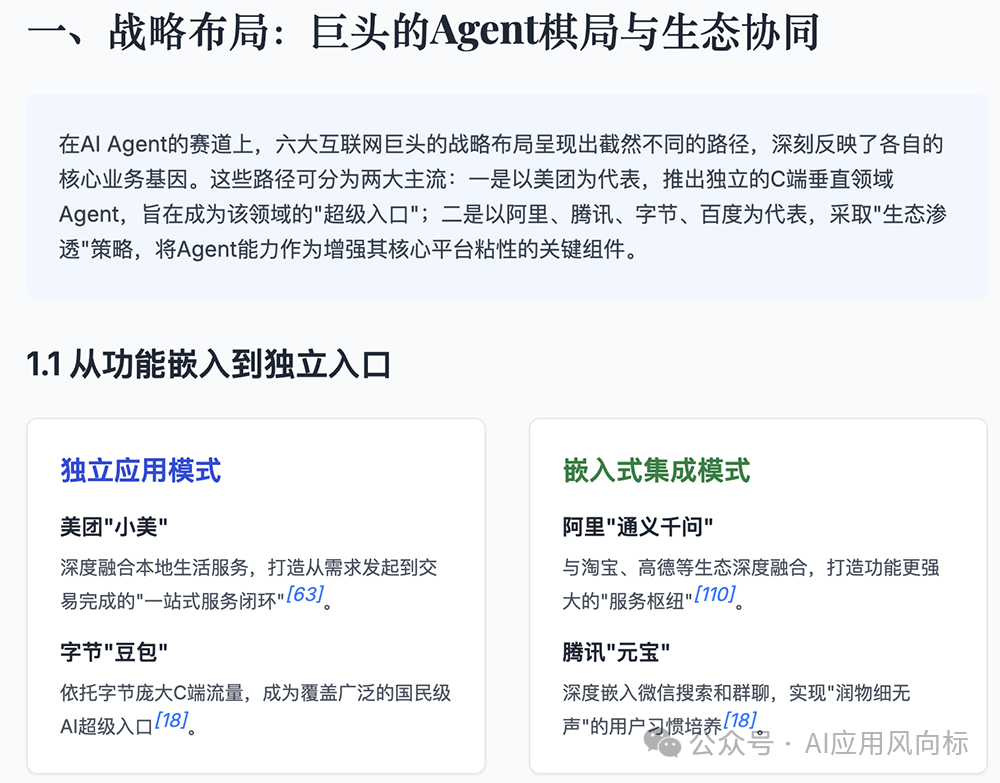 一、战略布局：巨头的Agent棋局与生态协同
在AI Agent的赛道上，六大互联网巨头的战略布局呈现出截然不同的路径，深刻反映了各自的
核心业务基因。这些路径可分为两大主流：一是以美团为代表，推出独立的C端垂直领域
Agent，旨在成为该领域的"超级入口"；二是以阿里、腾讯、字节、百度为代表，采取"生态渗
透"策略，将Agent能力作为增强其核心平台粘性的关键组件。
1.1 从功能嵌入到独立入口
独立应用模式
美团"小美"
深度融合本地生活服务，打造从需求发起到交
易完成的"一站式服务闭环"[63]。
字节"豆包"
依托字节庞大C端流量，成为覆盖广泛的国民级
AI超级入口[18]。
嵌入式集成模式
阿里"通义千问"
与淘宝、高德等生态深度融合，打造功能更强
大的"服务枢纽"[110]。
腾讯"元宝"
深度嵌入微信搜索和群聊，实现"润物细无
声"的用户习惯培养[18]。
公众号 · AI应用风向标